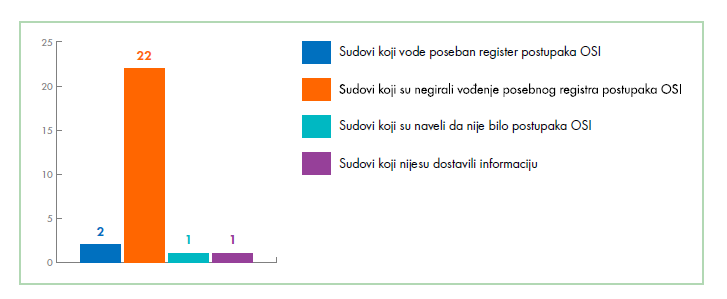 25
20
15
10
5
0
2
22
1
1
Sudovi koji vode poseban register postupaka OSI
Sudovi koji su negirali vođenje posebnog registra postupaka OSI
Sudovi koji su naveli da nije bilo postupaka OSI
Sudovi koji nijesu dostavili informaciju